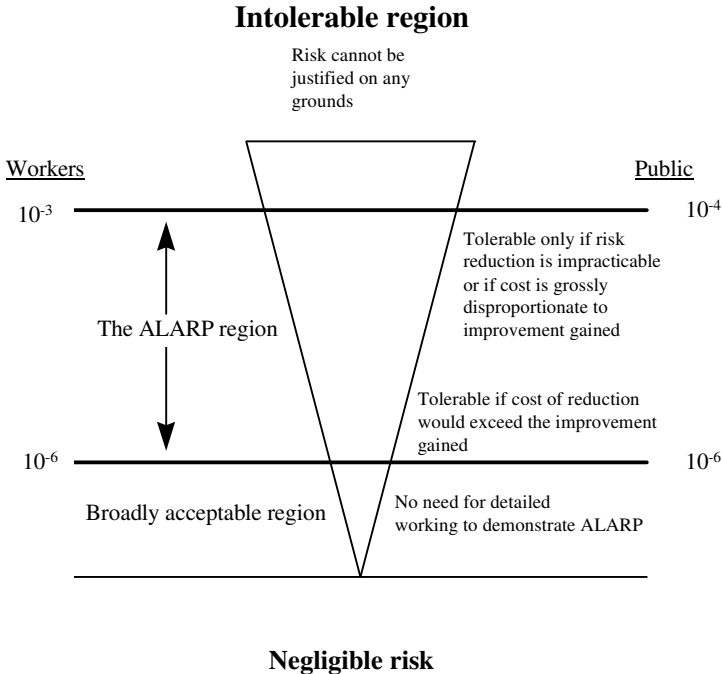 Intolerable region
Risk cannot be
justified on any
grounds
Workers
Public
10-3
10-4
Tolerable only if risk
reduction is impracticable
or if cost is grossly
disproportionate to
improvement gained
The ALARP region
Tolerable if cost of reduction
would exceed the improvement
gained
10-6
10-6
Broadly acceptable region
No need for detailed
working to demonstrate ALARP
Negligible risk